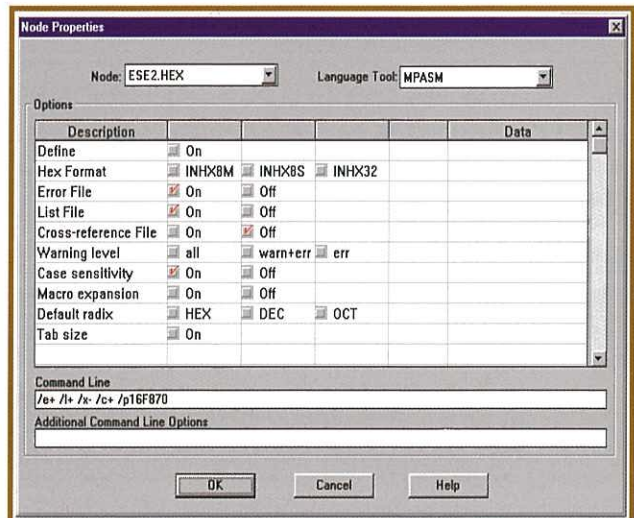 Node Properties
Node: ESE2.HEX Language Tool: MPASM
Options
Description Data
Define On
Hex Format INHX8M INHX8S INHX32
Error File On Off
List File On Off
Cross-reference File On Off
Warning level all warn+err err
Case sensitivity On Off
Macro expansion On Off
Default radix HEX DEC OCT
Tab size On
Command Line
/e+ /l+ /x- /c+ /p16F870
Additional Command Line Options
OK Cancel Help